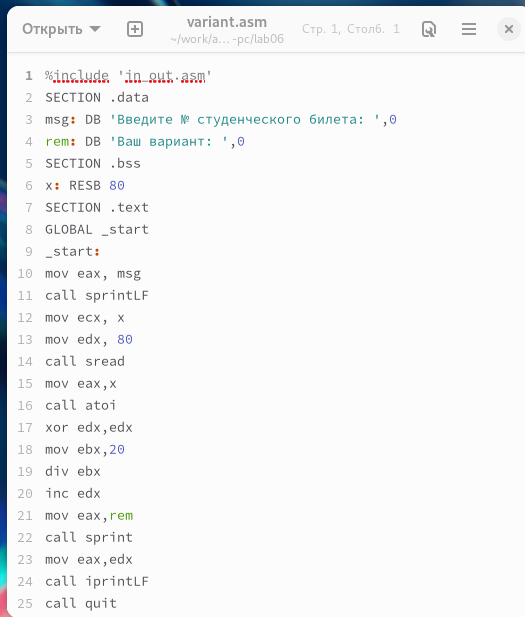 Открыть variant.asm Стр. 1, Столб. 1
~/work/a... -pc/lab06
1 %include 'in_out.asm'
2 SECTION .data
3 msg: DB 'Введите № студенческого билета: ',0
4 rem: DB 'Ваш вариант: ',0
5 SECTION .bss
6 x: RESB 80
7 SECTION .text
8 GLOBAL _start
9 _start:
10 mov eax, msg
11 call sprintLF
12 mov ecx, x
13 mov edx, 80
14 call sread
15 mov eax,x
16 call atoi
17 xor edx,edx
18 mov ebx,20
19 div ebx
20 inc edx
21 mov eax,rem
22 call sprint
23 mov eax,edx
24 call iprintLF
25 call quit